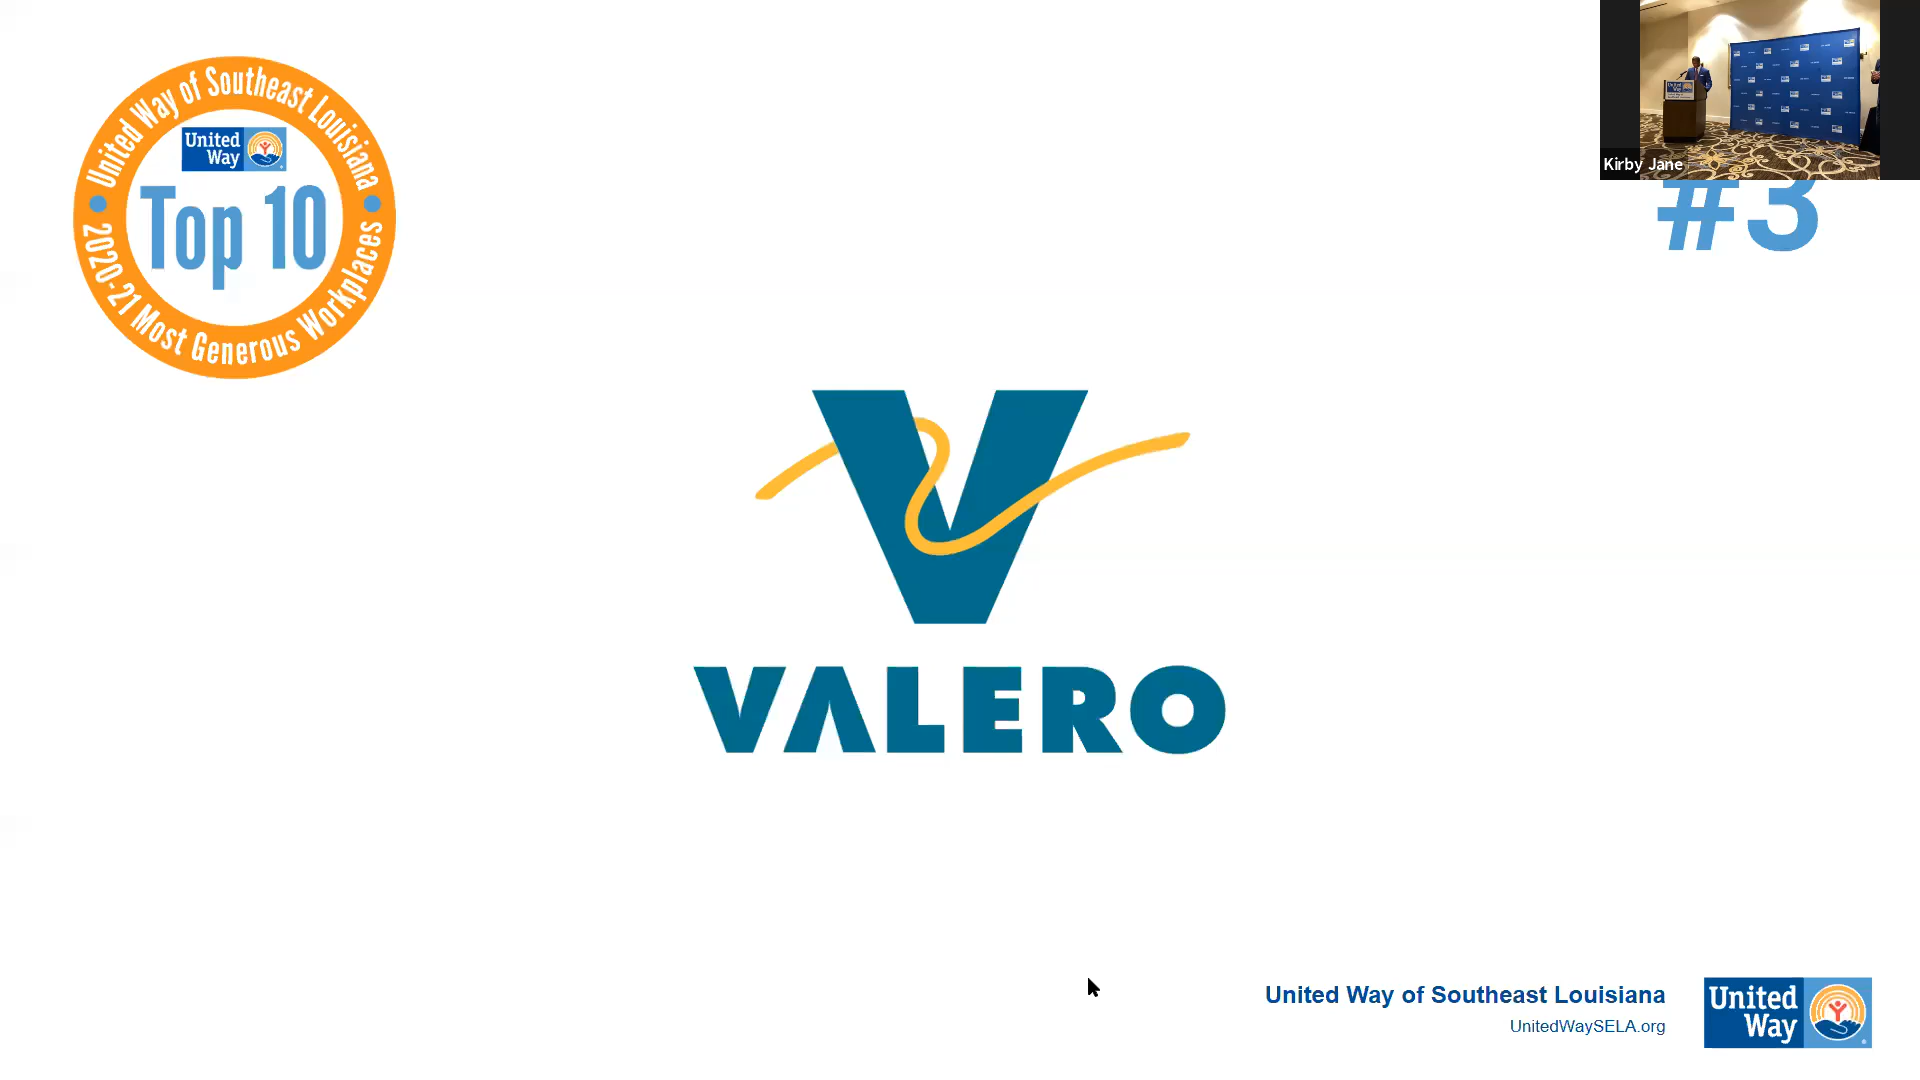 United Way of Southeast Louisiana
United
Way
Top 10
2020-21 Most Generous Workplaces
Kirby Jane
#3
VALERO
United Way of Southeast Louisiana
UnitedWaySELA.org
United
Way